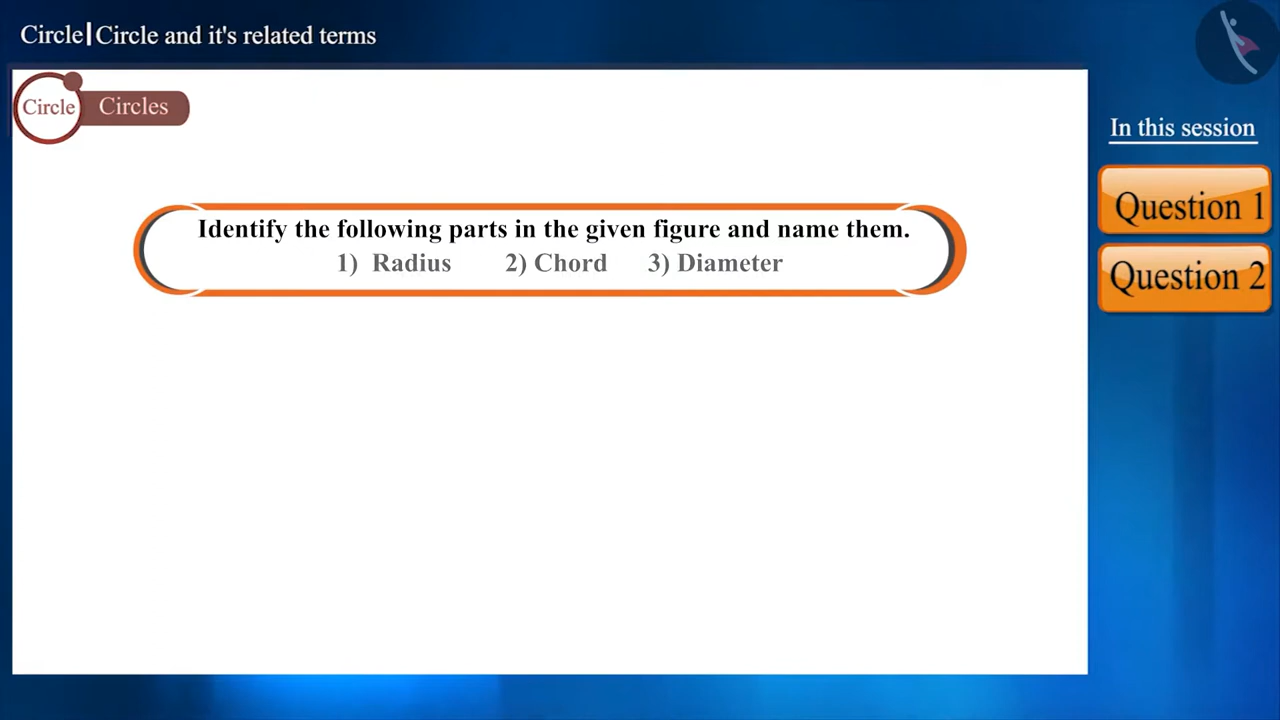 Circle|Circle and it's related terms
Circle Circles
In this session
Question 1
Question 2
Identify the following parts in the given figure and name them.
1) Radius 2) Chord 3) Diameter